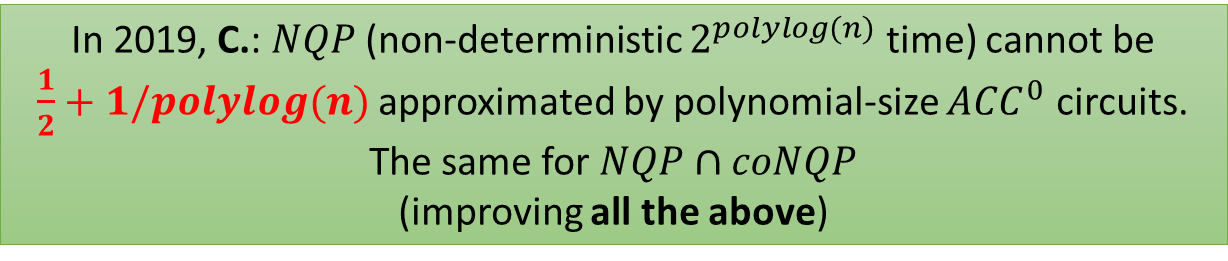 In 2019, C.: NQP (non-deterministic 2^{polylog(n)} time) cannot be
1/2 + 1/polylog(n) approximated by polynomial-size ACC^0 circuits.
The same for NQP ∩ coNQP
(improving all the above)